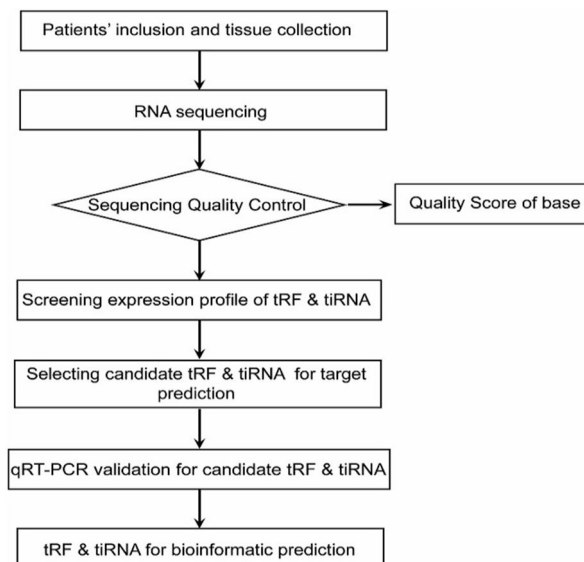 Patients' inclusion and tissue collection
RNA sequencing
Sequencing Quality Control
Quality Score of base
Screening expression profile of tRF & tiRNA
Selecting candidate tRF & tiRNA for target
prediction
qRT-PCR validation for candidate tRF & tiRNA
tRF & tiRNA for bioinformatic prediction